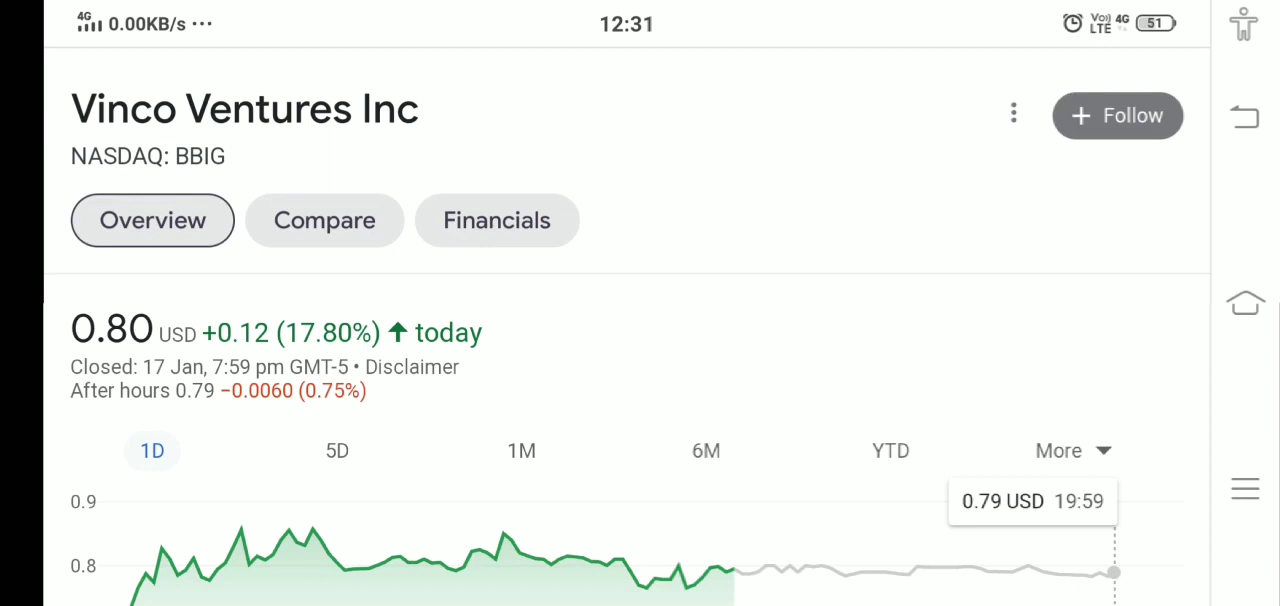 4G 0.00KB/s ··· 12:31 Vo)) LTE 4G 51
Vinco Ventures Inc
+ Follow
NASDAQ: BBIG
Overview Compare Financials
0.80 USD +0.12 (17.80%) ↑ today
Closed: 17 Jan, 7:59 pm GMT-5 • Disclaimer
After hours 0.79 −0.0060 (0.75%)
1D 5D 1M 6M YTD More
0.9
0.79 USD 19:59
0.8